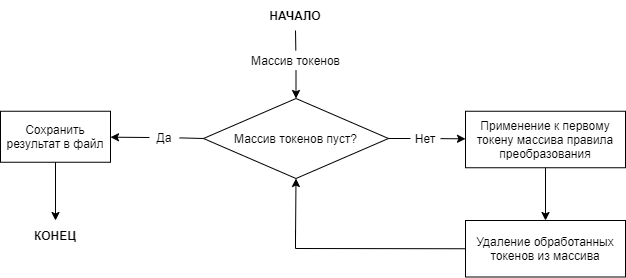 НАЧАЛО
Массив токенов
Массив токенов пуст?
Да
Нет
Сохранить
результат в файл
КОНЕЦ
Применение к первому
токену массива правила
преобразования
Удаление обработанных
токенов из массива